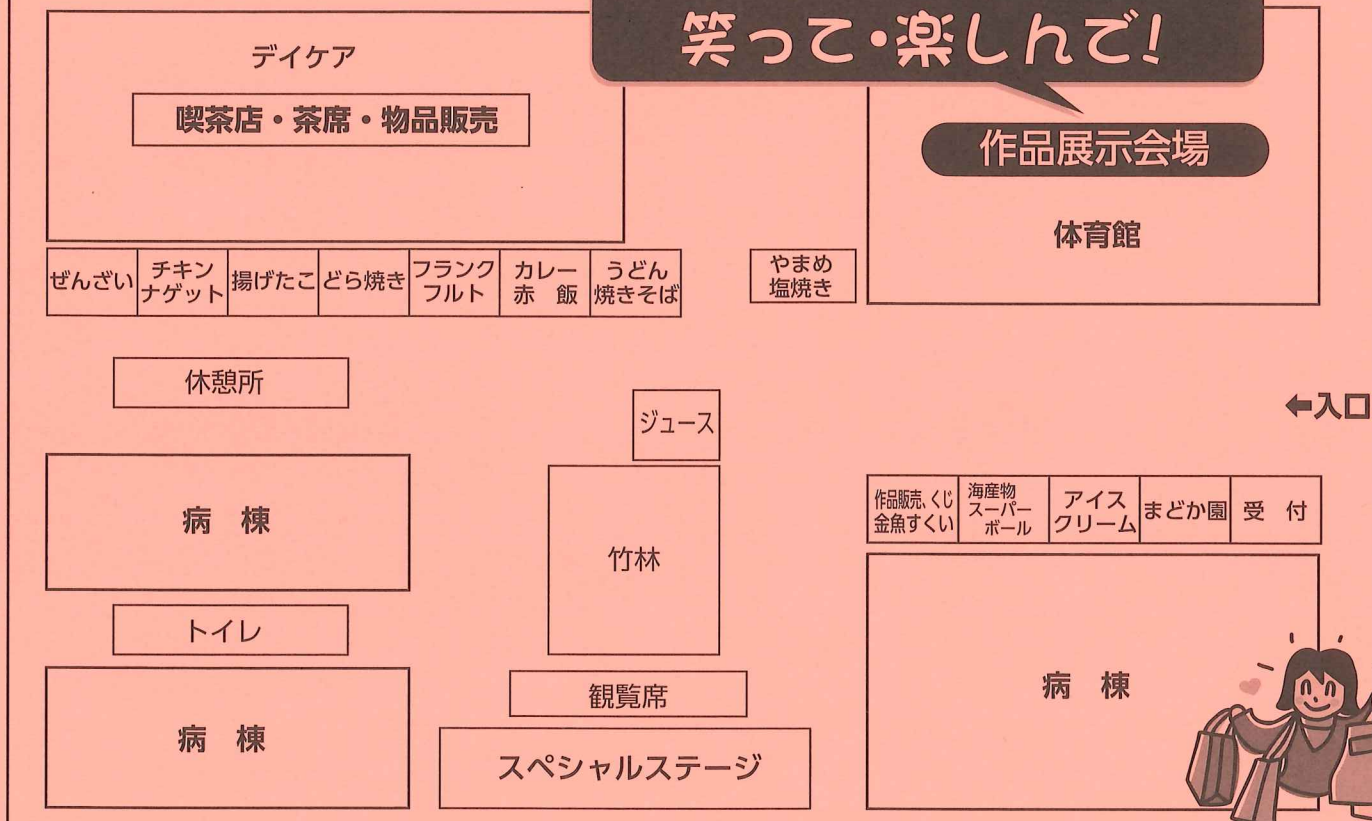 笑って・楽しんで!
デイケア
喫茶店・茶席・物品販売
作品展示会場
体育館
ぜんざい
チキン
ナゲット
揚げたこ
どら焼き
フランク
フルト
カレー
赤　飯
うどん
焼きそば
やまめ
塩焼き
休憩所
ジュース
←入口
病　棟
竹林
作品販売、くじ
金魚すくい
海産物
スーパー
ボール
アイス
クリーム
まどか園
受　付
トイレ
病　棟
観覧席
スペシャルステージ
病　棟